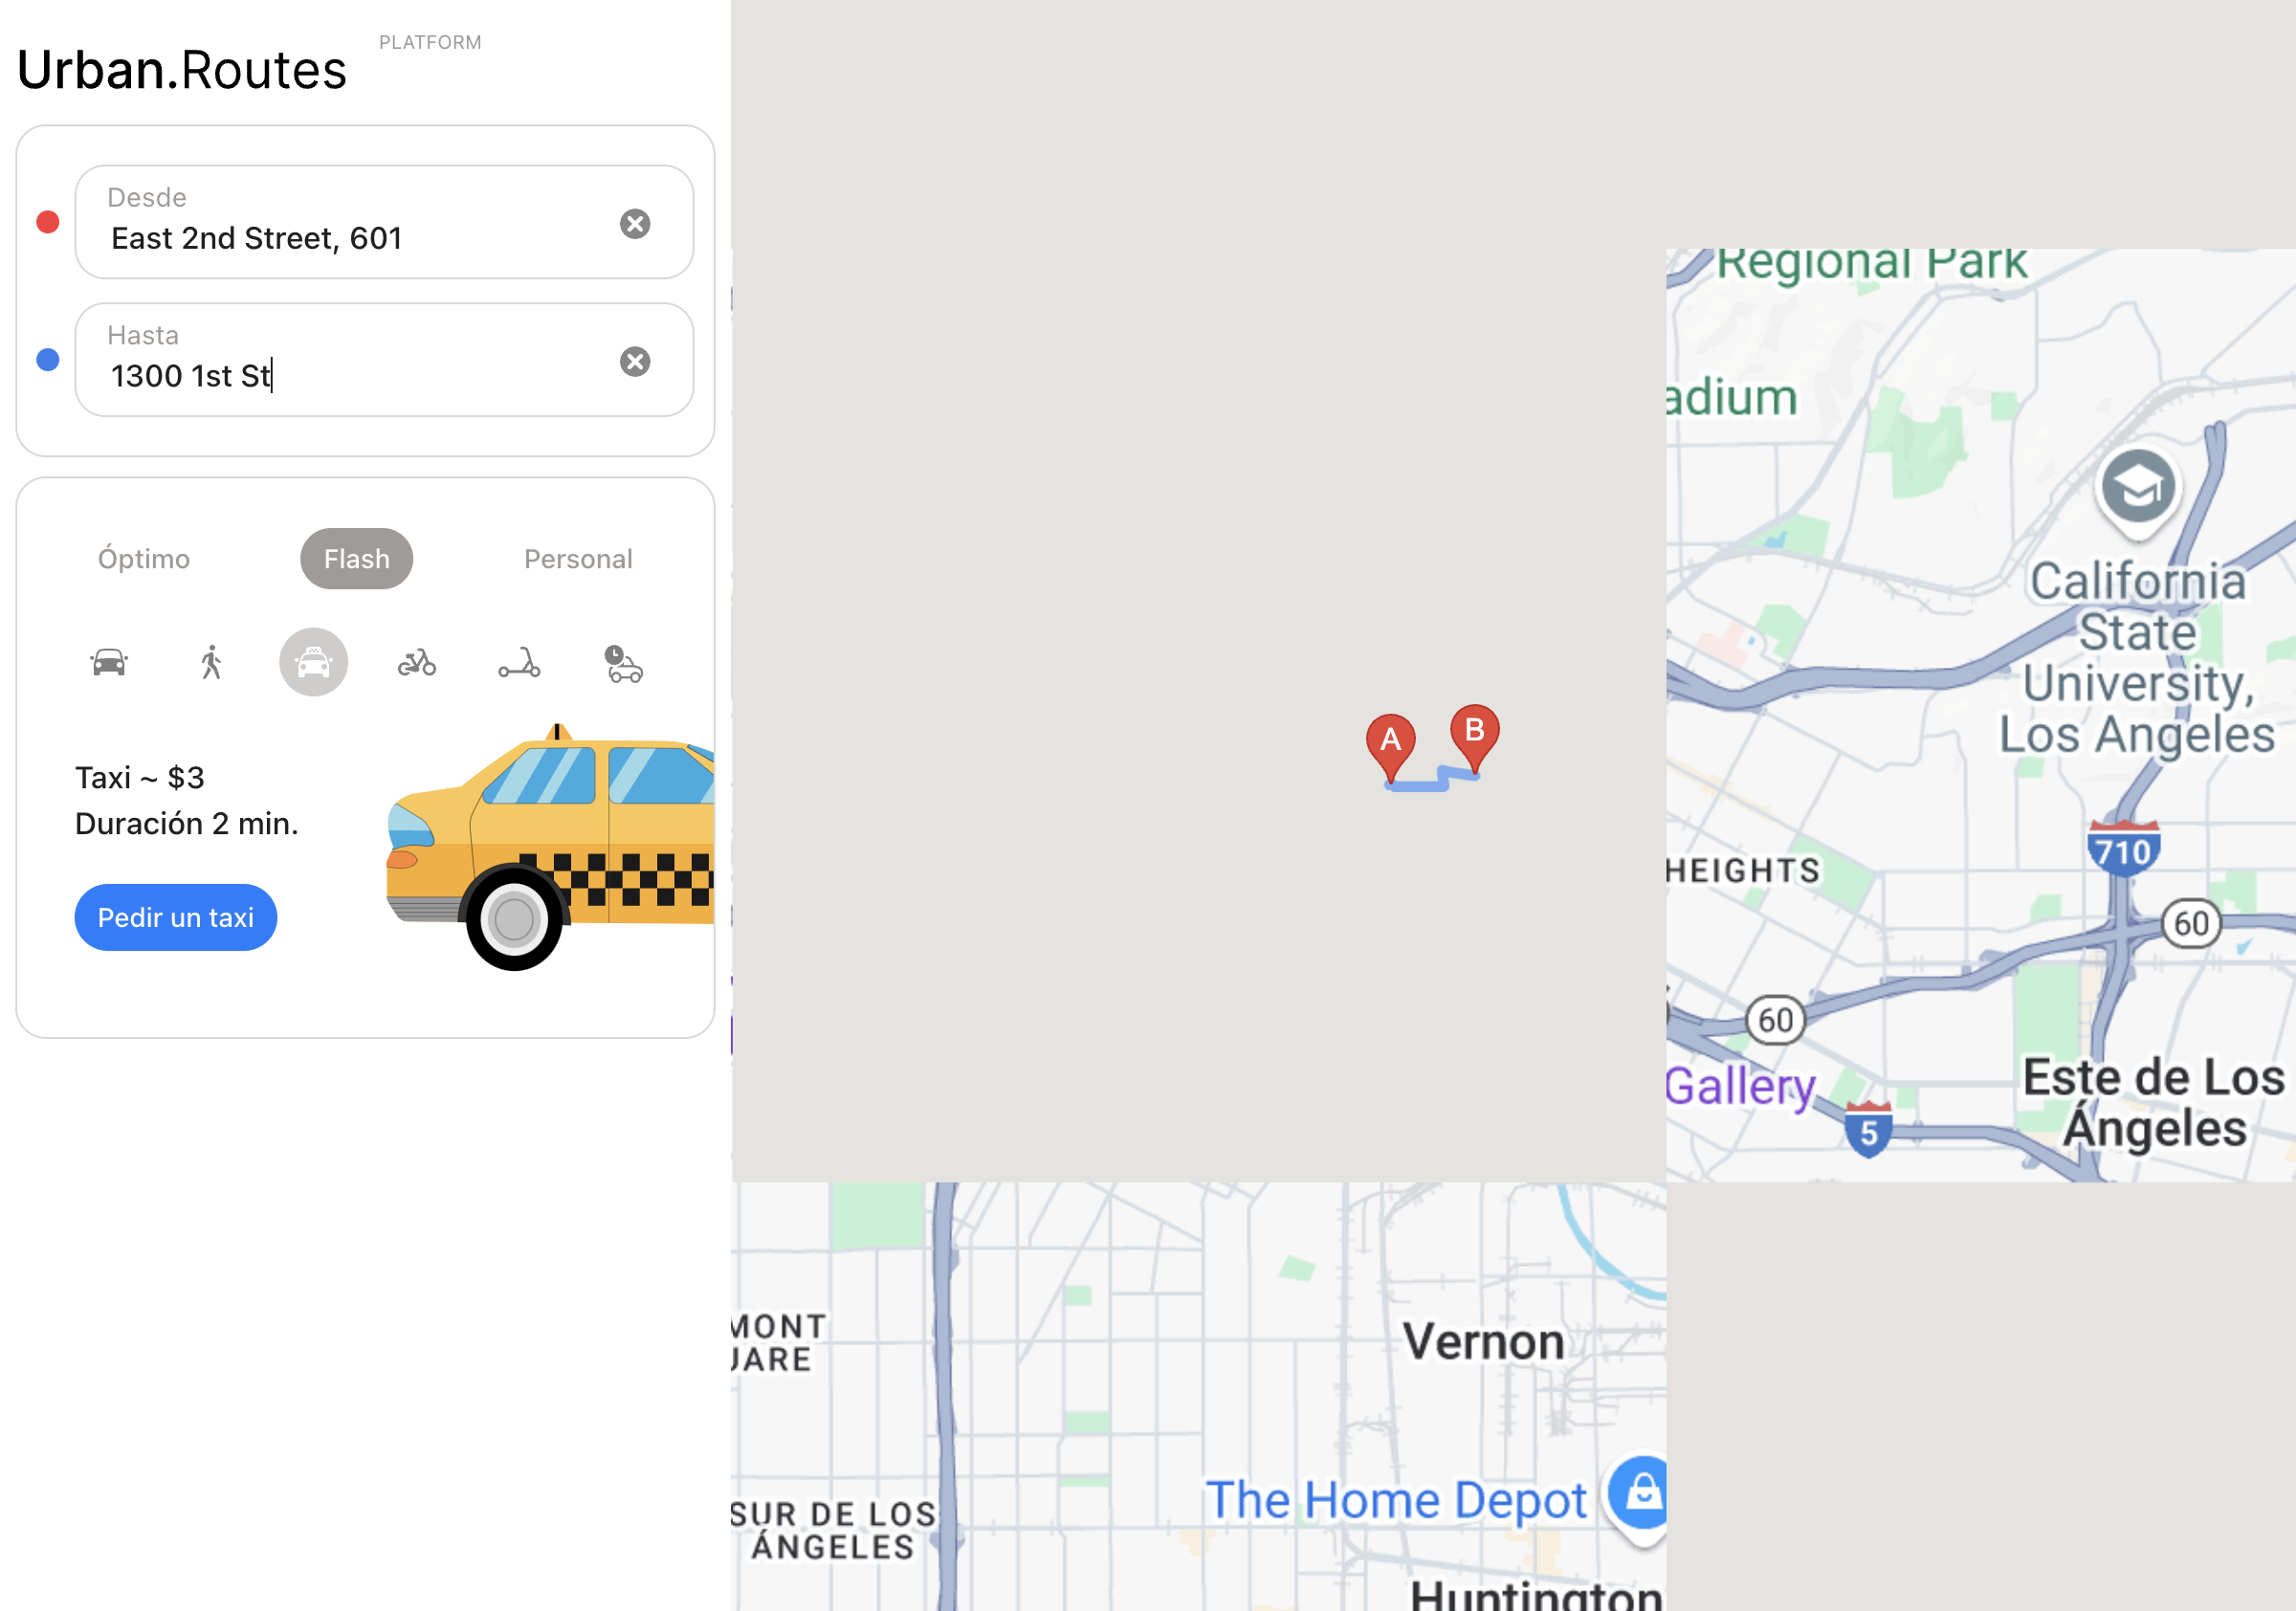 Urban.Routes
PLATFORM
Desde
East 2nd Street, 601
Hasta
1300 1st St
Óptimo
Flash
Personal
Taxi ~ $3
Duración 2 min.
Pedir un taxi
A
B
Regional Park
adium
California
State
University,
Los Angeles
HEIGHTS
710
60
60
Gallery
5
Este de Los
Ángeles
MONT
UARE
Vernon
The Home Depot
SUR DE LOS
ÁNGELES
Huntington